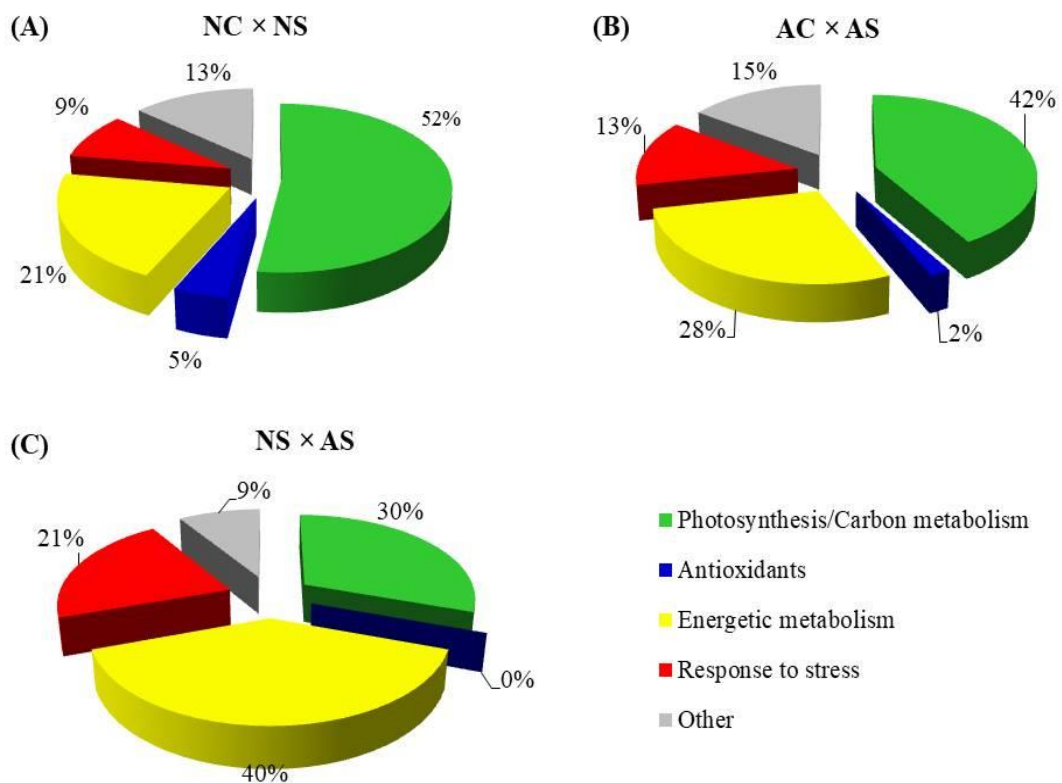 (A)
NC × NS
13%
9%
52%
21%
5%
(B)
AC × AS
15%
42%
13%
28%
2%
(C)
NS × AS
9%
30%
21%
0%
40%
Photosynthesis/Carbon metabolism
Antioxidants
Energetic metabolism
Response to stress
Other